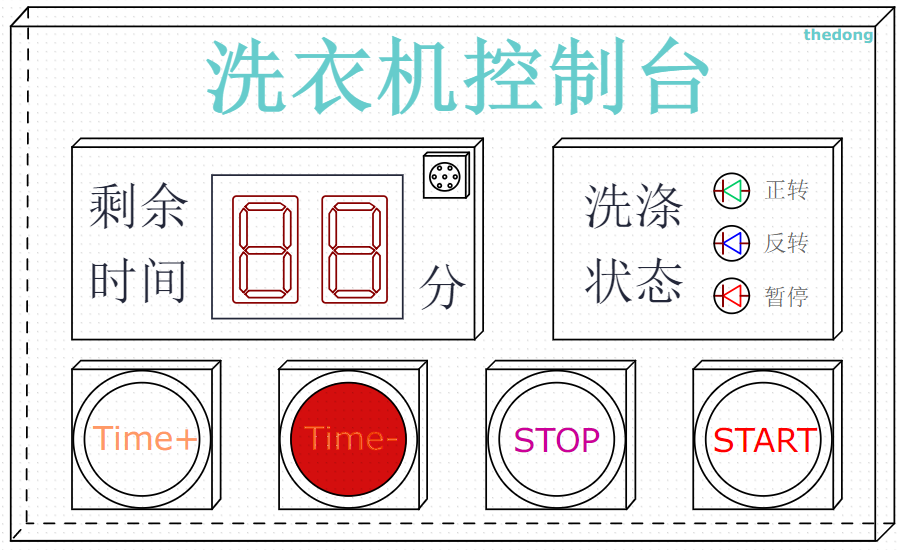 thedong
洗衣机控制台
剩余
时间
88
分
洗涤
状态
正转
反转
暂停
Time+
Time-
STOP
START